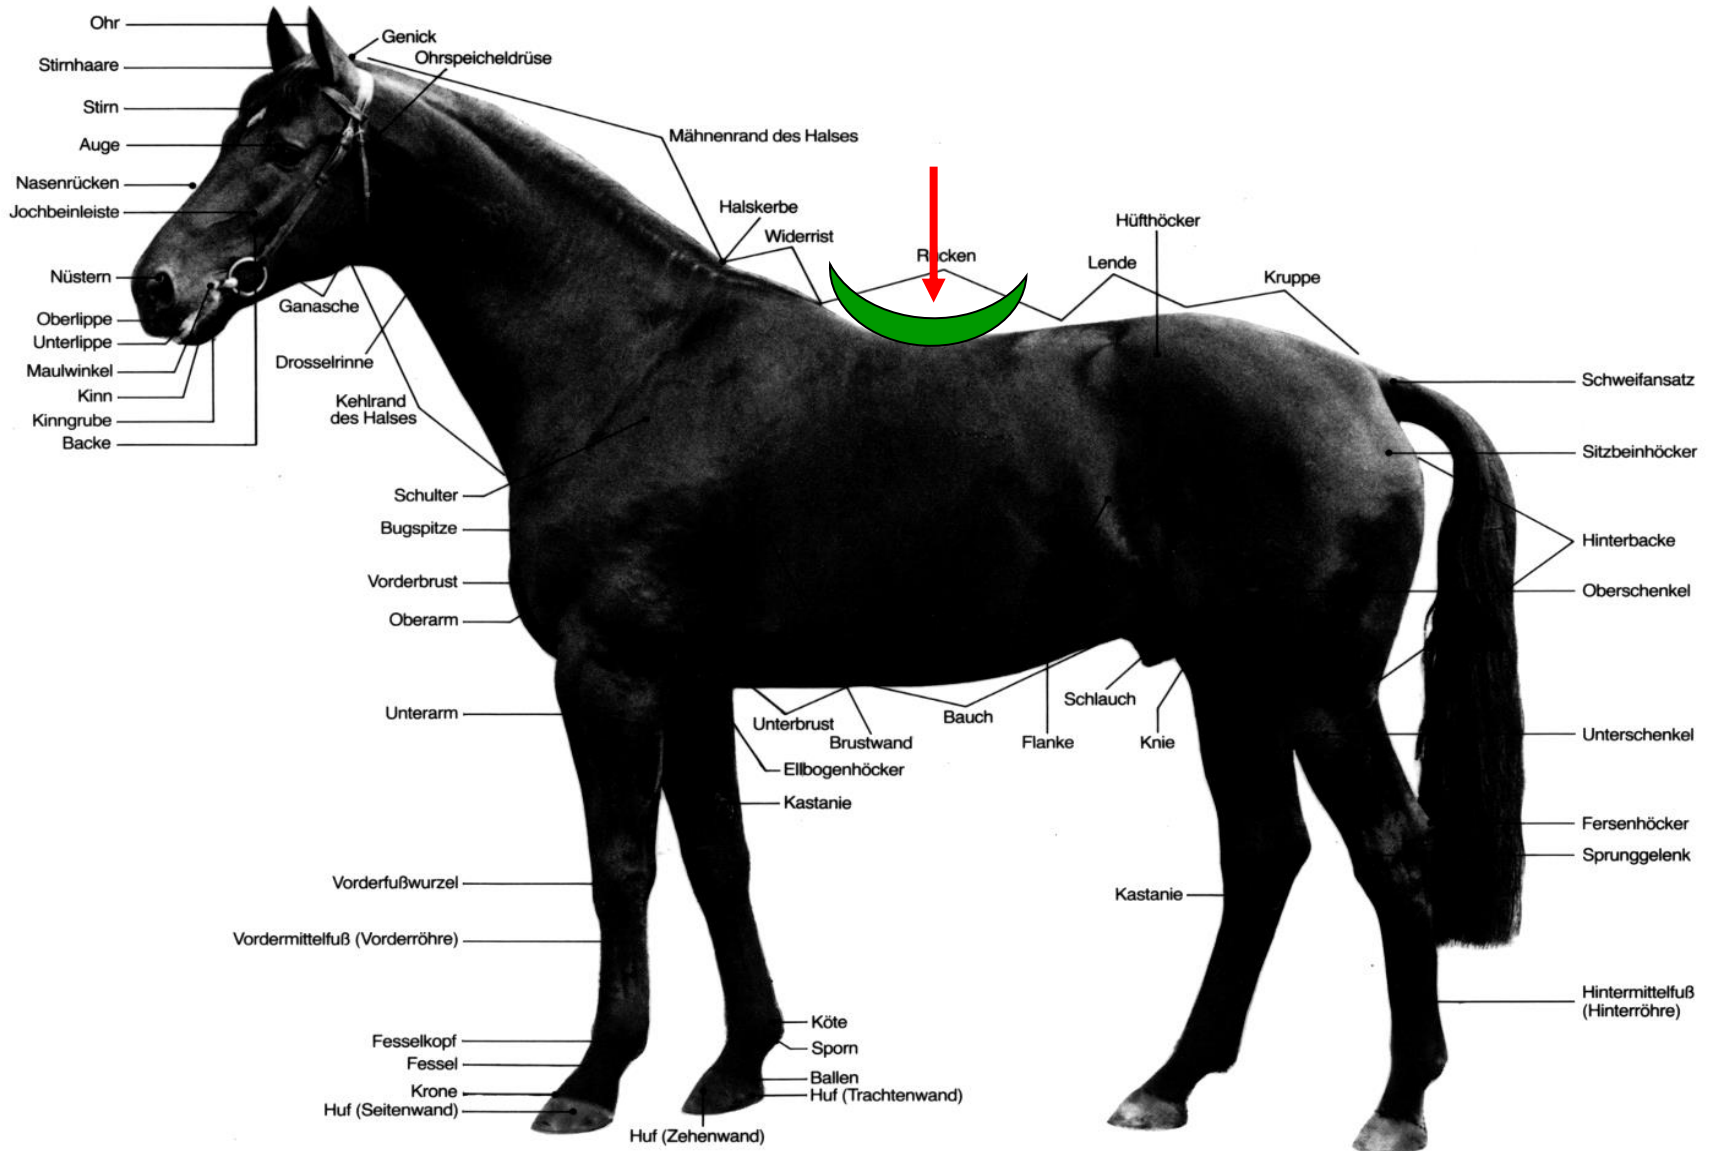 Ohr
Stirnhaare
Stirn
Auge
Nasenrücken
Jochbeinleiste
Nüstern
Oberlippe
Unterlippe
Maulwinkel
Kinn
Kinngrube
Backe
Genick
Ohrspeicheldrüse
Mähnenrand des Halses
Halskerbe
Widerrist
Rücken
Lende
Hüfthöcker
Kruppe
Ganasche
Drosselrinne
Kehlrand
des Halses
Schulter
Bugspitze
Vorderbrust
Oberarm
Unterarm
Vorderfußwurzel
Vordermittelfuß (Vorderröhre)
Fesselkopf
Fessel
Krone
Huf (Seitenwand)
Huf (Zehenwand)
Unterbrust
Brustwand
Ellbogenhöcker
Kastanie
Köte
Sporn
Ballen
Huf (Trachtenwand)
Bauch
Flanke
Schlauch
Knie
Kastanie
Schweifansatz
Sitzbeinhöcker
Hinterbacke
Oberschenkel
Unterschenkel
Fersenhöcker
Sprunggelenk
Hintermittelfuß
(Hinterröhre)